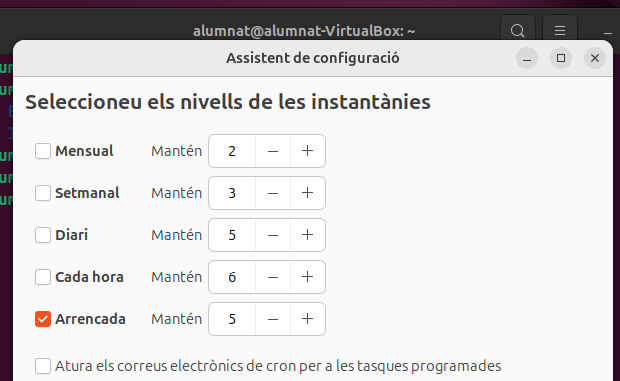 alumnat@alumnat-VirtualBox: ~
Assistent de configuració
Seleccioneu els nivells de les instantànies
Mensual Mantén 2
Setmanal Mantén 3
Diari Mantén 5
Cada hora Mantén 6
Arrencada Mantén 5
Atura els correus electrònics de cron per a les tasques programades